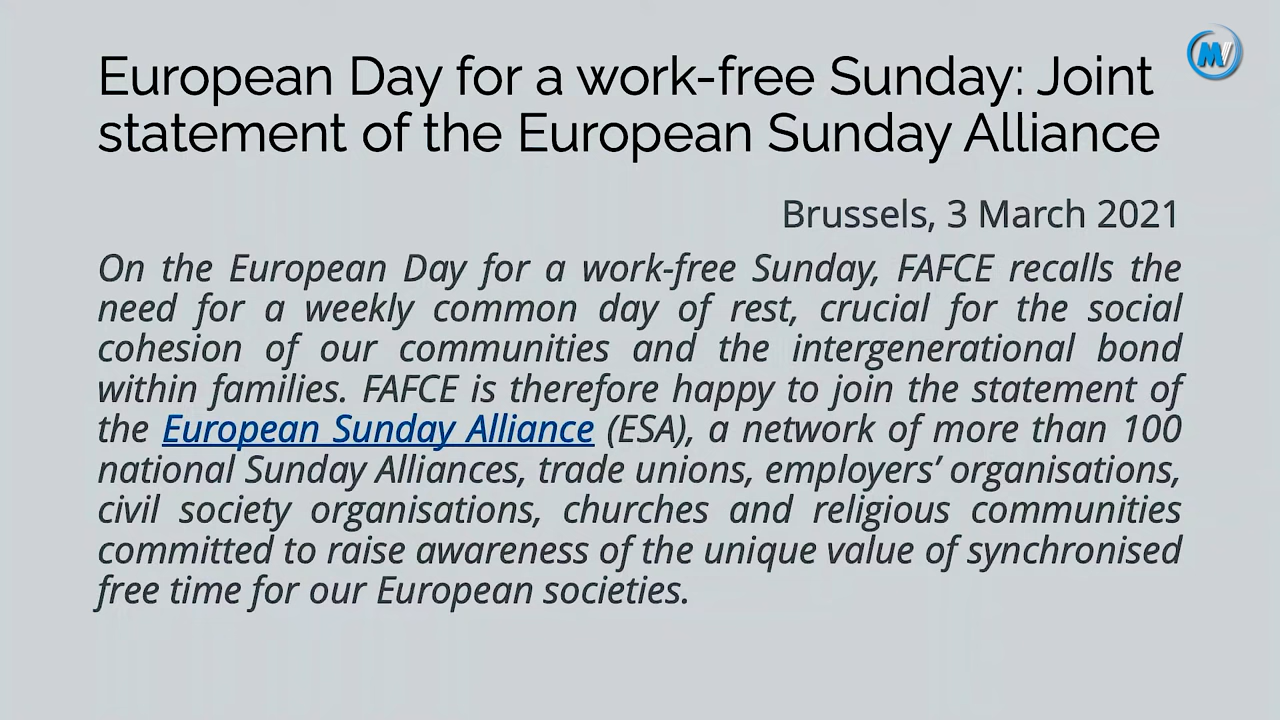 European Day for a work-free Sunday: Joint
statement of the European Sunday Alliance
Brussels, 3 March 2021
On the European Day for a work-free Sunday, FAFCE recalls the
need for a weekly common day of rest, crucial for the social
cohesion of our communities and the intergenerational bond
within families. FAFCE is therefore happy to join the statement of
the European Sunday Alliance (ESA), a network of more than 100
national Sunday Alliances, trade unions, employers’ organisations,
civil society organisations, churches and religious communities
committed to raise awareness of the unique value of synchronised
free time for our European societies.